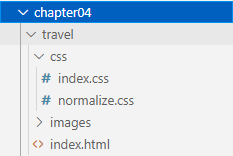 chapter04
travel
css
# index.css
# normalize.css
images
<> index.html